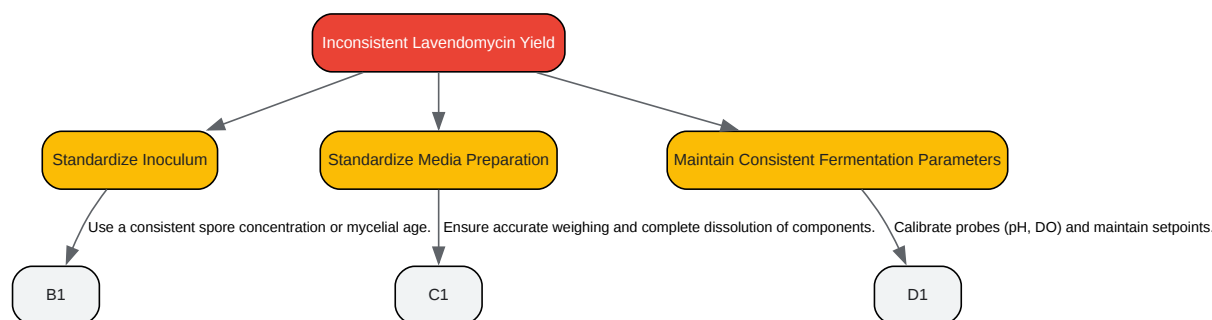 Inconsistent Lavendomycin Yield
Standardize Inoculum
Standardize Media Preparation
Maintain Consistent Fermentation Parameters
Use a consistent spore concentration or mycelial age.
Ensure accurate weighing and complete dissolution of components.
Calibrate probes (pH, DO) and maintain setpoints.
B1
C1
D1